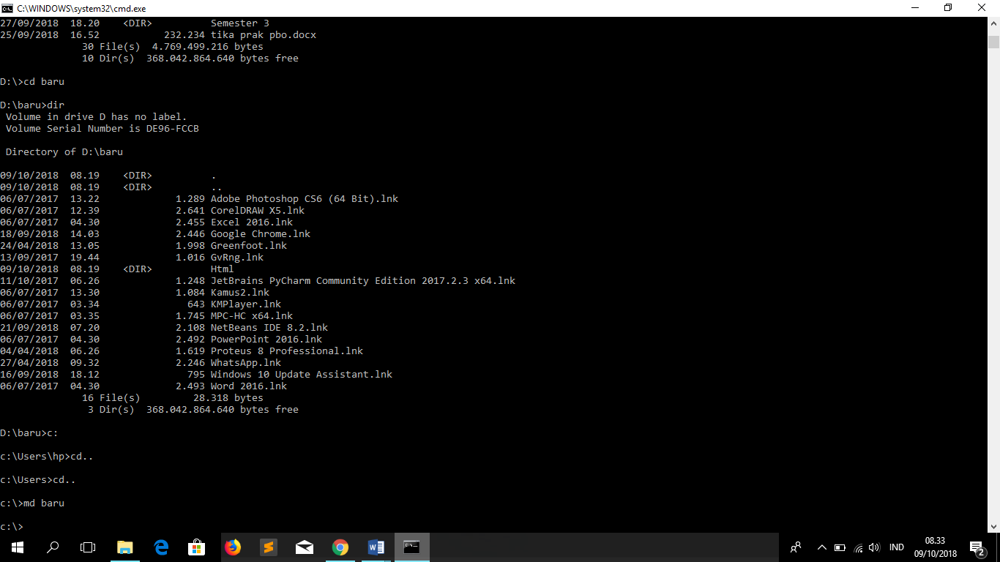 C:\WINDOWS\system32\cmd.exe
27/09/2018  18.20    <DIR>          Semester 3
25/09/2018  16.52           232.234 tika prak pbo.docx
              30 File(s)  4.769.499.216 bytes
              10 Dir(s)  368.042.864.640 bytes free
D:\>cd baru
D:\baru>dir
 Volume in drive D has no label.
 Volume Serial Number is DE96-FCCB
 Directory of D:\baru
09/10/2018  08.19    <DIR>          .
09/10/2018  08.19    <DIR>          ..
06/07/2017  13.22             1.289 Adobe Photoshop CS6 (64 Bit).lnk
06/07/2017  12.39             2.641 CorelDRAW X5.lnk
06/07/2017  04.30             2.455 Excel 2016.lnk
18/09/2018  14.03             2.446 Google Chrome.lnk
24/04/2018  13.05             1.998 Greenfoot.lnk
13/09/2017  19.44             1.016 GvRng.lnk
09/10/2018  08.19    <DIR>          Html
11/10/2017  06.26             1.248 JetBrains PyCharm Community Edition 2017.2.3 x64.lnk
06/07/2017  13.30             1.084 Kamus2.lnk
06/07/2017  03.34               643 KMPlayer.lnk
06/07/2017  03.35             1.745 MPC-HC x64.lnk
21/09/2018  07.20             2.108 NetBeans IDE 8.2.lnk
06/07/2017  04.30             2.492 PowerPoint 2016.lnk
04/04/2018  06.26             1.619 Proteus 8 Professional.lnk
27/04/2018  09.32             2.246 WhatsApp.lnk
16/09/2018  18.12               795 Windows 10 Update Assistant.lnk
06/07/2017  04.30             2.493 Word 2016.lnk
              16 File(s)         28.318 bytes
               3 Dir(s)  368.042.864.640 bytes free
D:\baru>c:
c:\Users\hp>cd..
c:\Users>cd..
c:\>md baru
c:\>
IND
08.33
09/10/2018
2